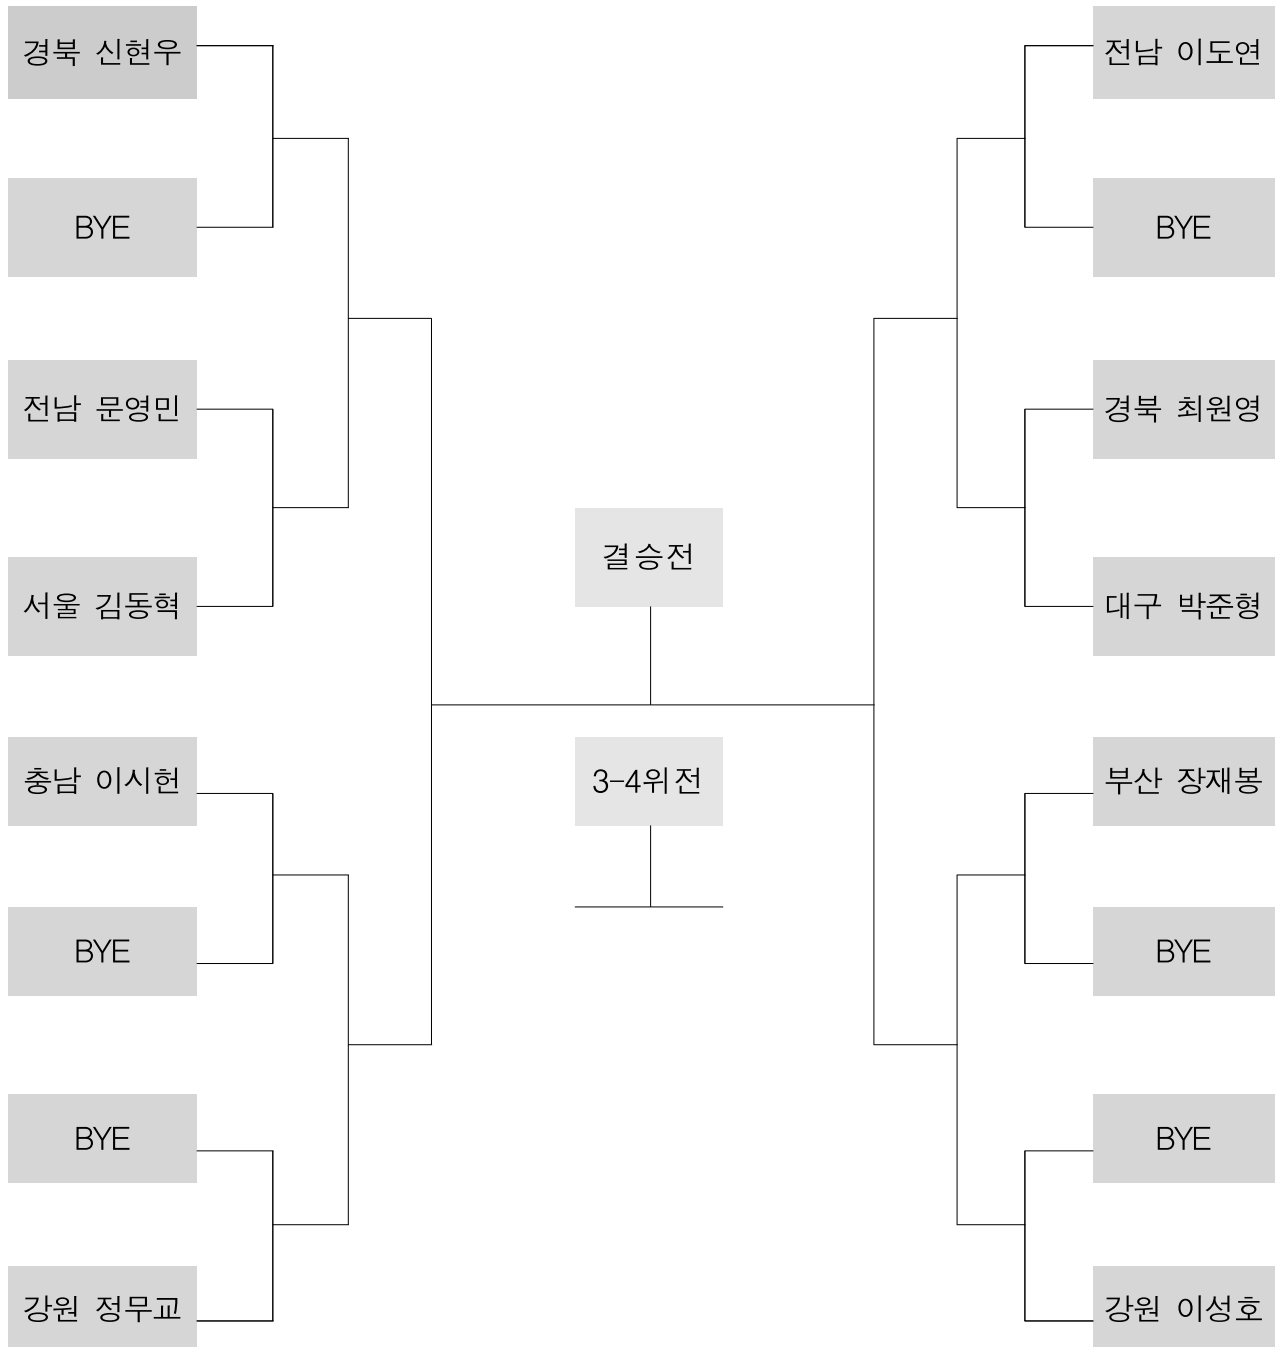 경북 신현우
BYE
전남 문영민
서울 김동혁
충남 이시헌
BYE
BYE
강원 정무교
결승전
3-4위전
전남 이도연
BYE
경북 최원영
대구 박준형
부산 장재봉
BYE
BYE
강원 이성호